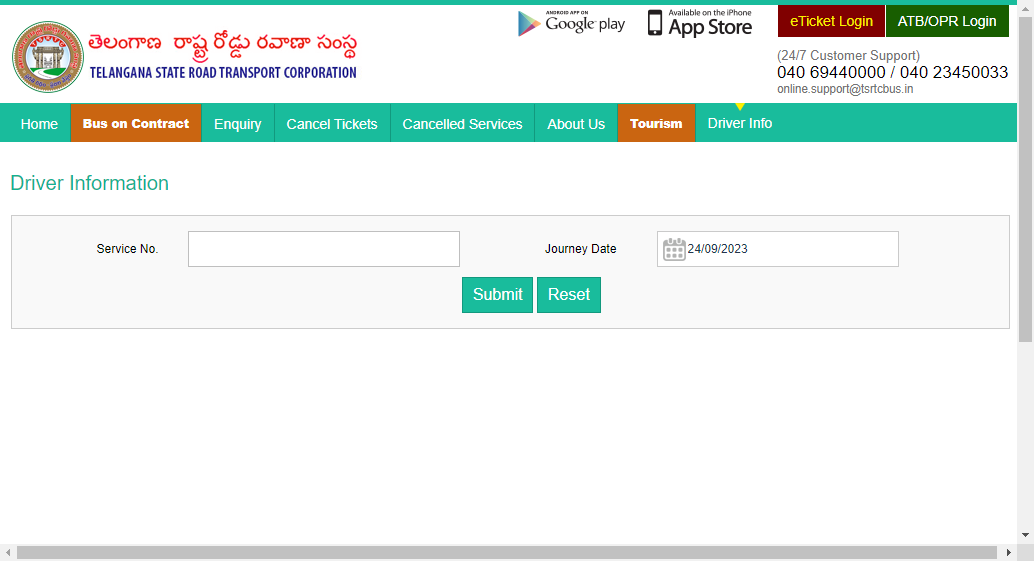 తెలంగాణ రాష్ట్ర రోడ్డు రవాణా సంస్థ
TELANGANA STATE ROAD TRANSPORT CORPORATION
ANDROID APP ON
Google play
Available on the iPhone
App Store
eTicket Login
ATB/OPR Login
(24/7 Customer Support)
040 69440000 / 040 23450033
online.support@tsrtcbus.in
Home
Bus on Contract
Enquiry
Cancel Tickets
Cancelled Services
About Us
Tourism
Driver Info
Driver Information
Service No.
Journey Date
24/09/2023
Submit
Reset